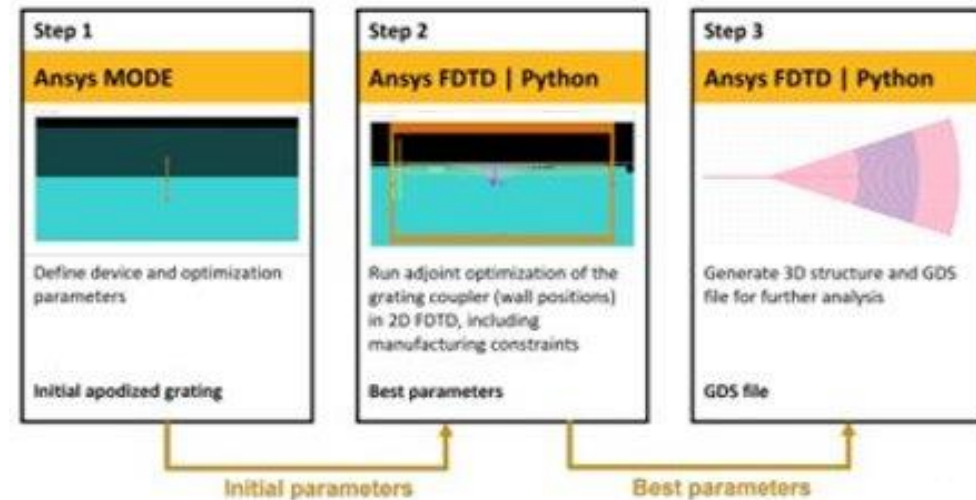 Step 1
Ansys MODE
Define device and optimization
parameters
Initial apodized grating
Step 2
Ansys FDTD | Python
Run adjoint optimization of the
grating coupler (wall positions)
in 2D FDTD, including
manufacturing constraints
Best parameters
Step 3
Ansys FDTD | Python
Generate 3D structure and GDS
file for further analysis
GDS file
Initial parameters
Best parameters